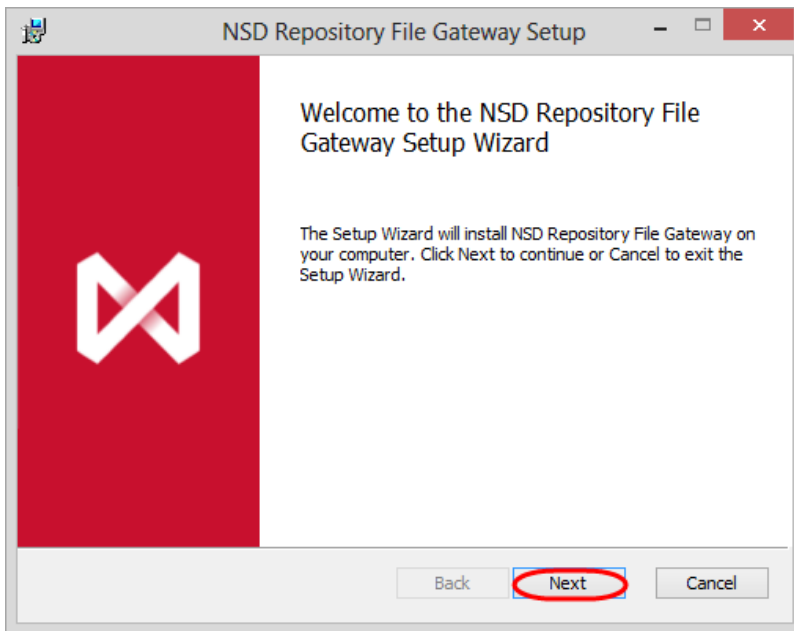 NSD Repository File Gateway Setup
Welcome to the NSD Repository File
Gateway Setup Wizard
The Setup Wizard will install NSD Repository File Gateway on
your computer. Click Next to continue or Cancel to exit the
Setup Wizard.
Back Next Cancel